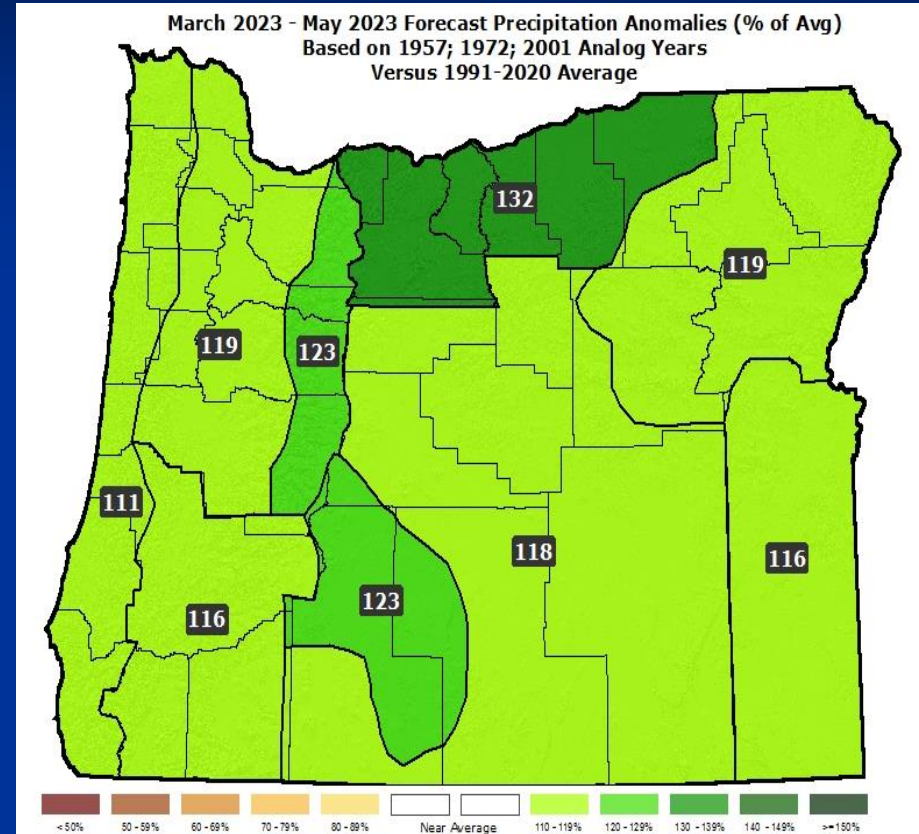 March 2023 - May 2023 Forecast Precipitation Anomalies (% of Avg)
Based on 1957; 1972; 2001 Analog Years
Versus 1991-2020 Average
132
119
119
123
111
118
116
123
116
<50% 50 - 59% 60 - 69% 70 - 79% 80 - 89% Near Average 110 - 119% 120 - 129% 130 - 139% 140 - 149% >=150%